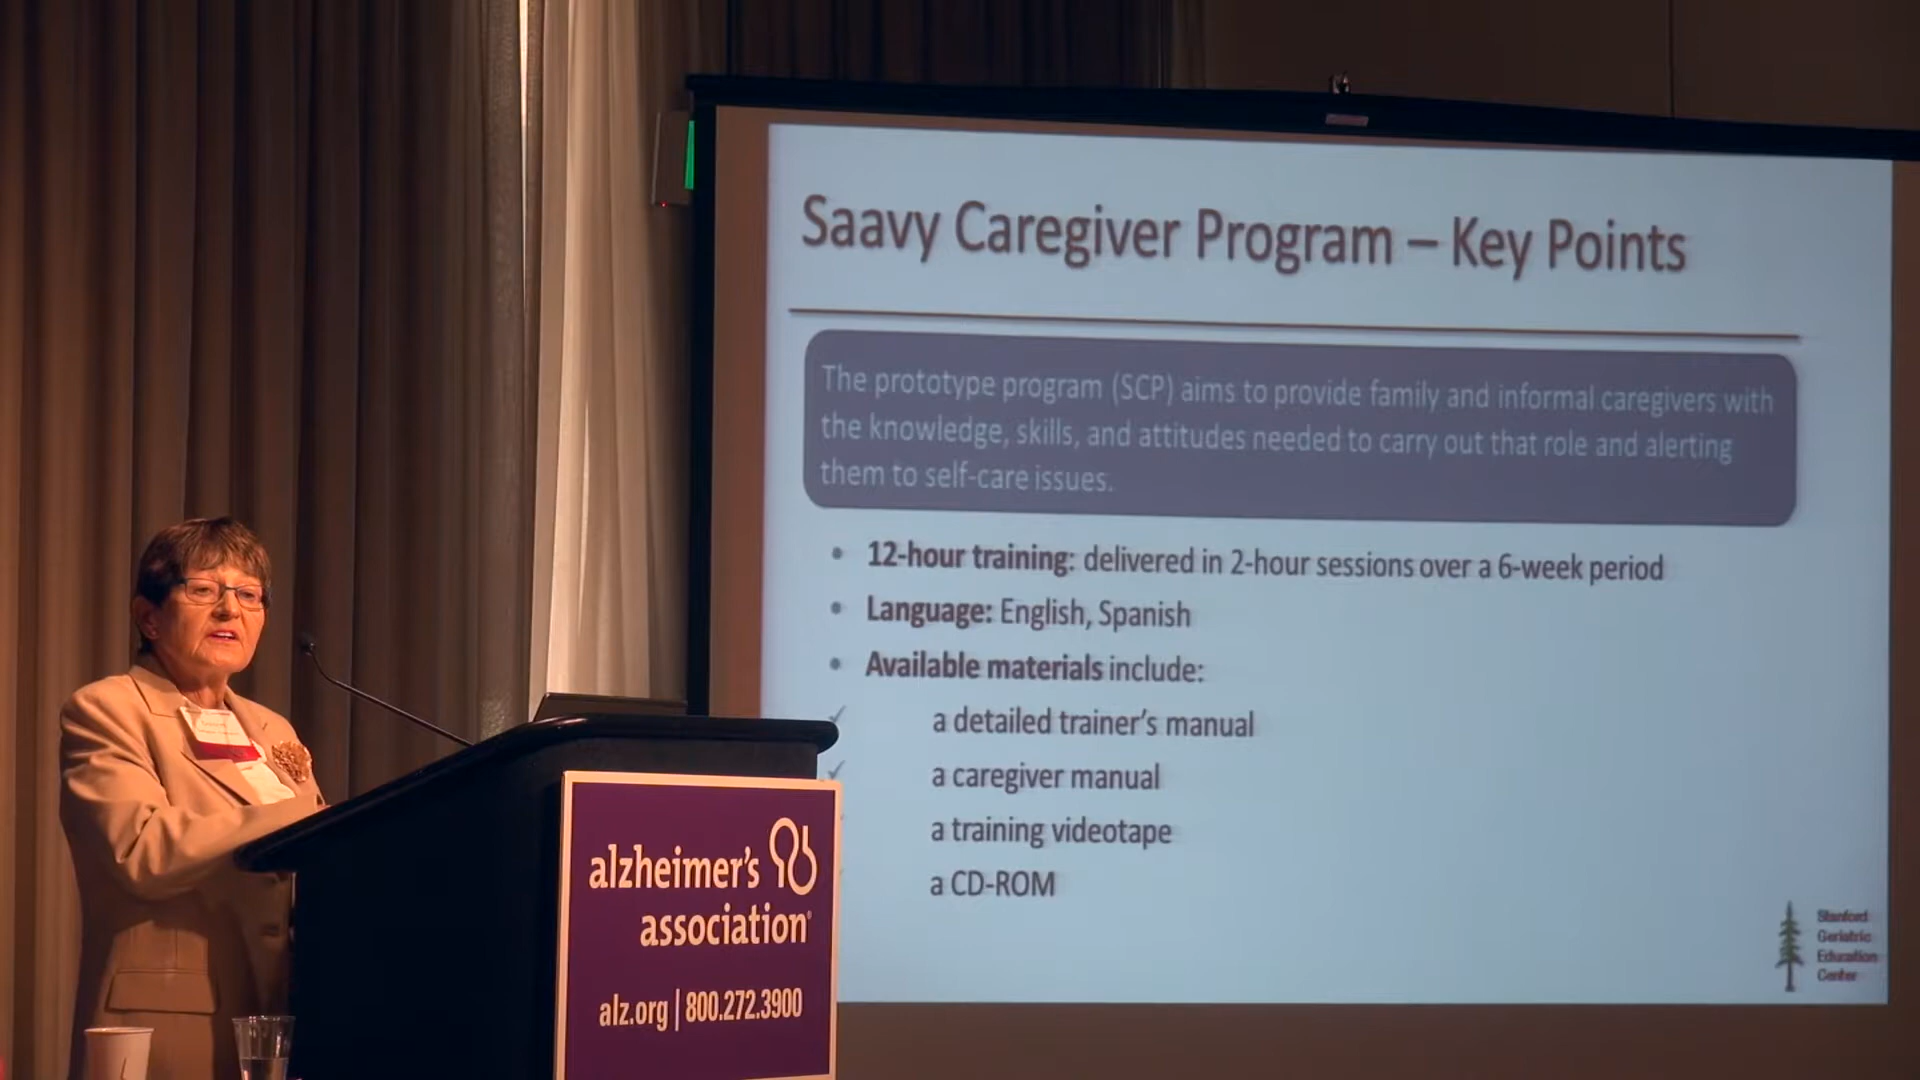 Saavy Caregiver Program – Key Points
The prototype program (SCP) aims to provide family and informal caregivers with
the knowledge, skills, and attitudes needed to carry out that role and alerting
them to self-care issues.
• 12-hour training: delivered in 2-hour sessions over a 6-week period
• Language: English, Spanish
• Available materials include:
✓ a detailed trainer's manual
✓ a caregiver manual
a training videotape
a CD-ROM
Stanford
Geriatric
Education
Center
alzheimer's
association®
alz.org | 800.272.3900